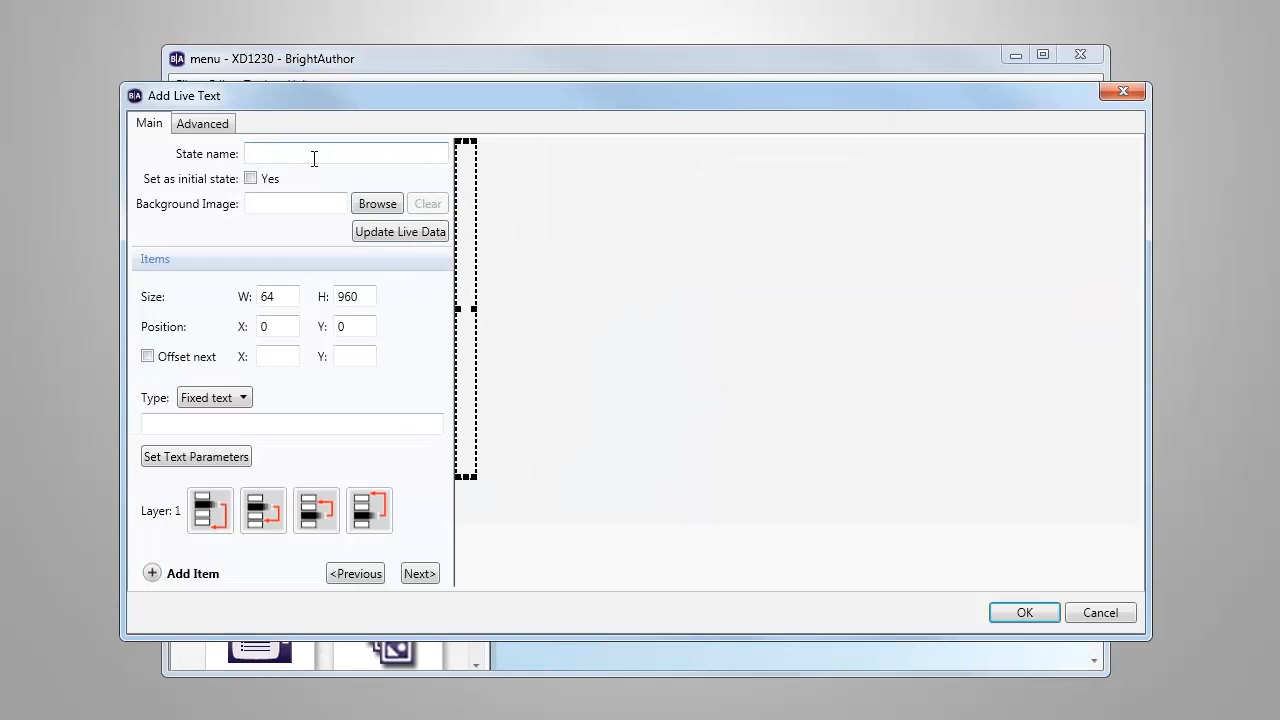 B|A menu - XD1230 - BrightAuthor
B|A Add Live Text
Main Advanced
State name:
Set as initial state: Yes
Background Image: Browse Clear
Update Live Data
Items
Size: W: 64 H: 960
Position: X: 0 Y: 0
Offset next X: Y:
Type: Fixed text
Set Text Parameters
Layer: 1
Add Item <Previous Next>
OK Cancel